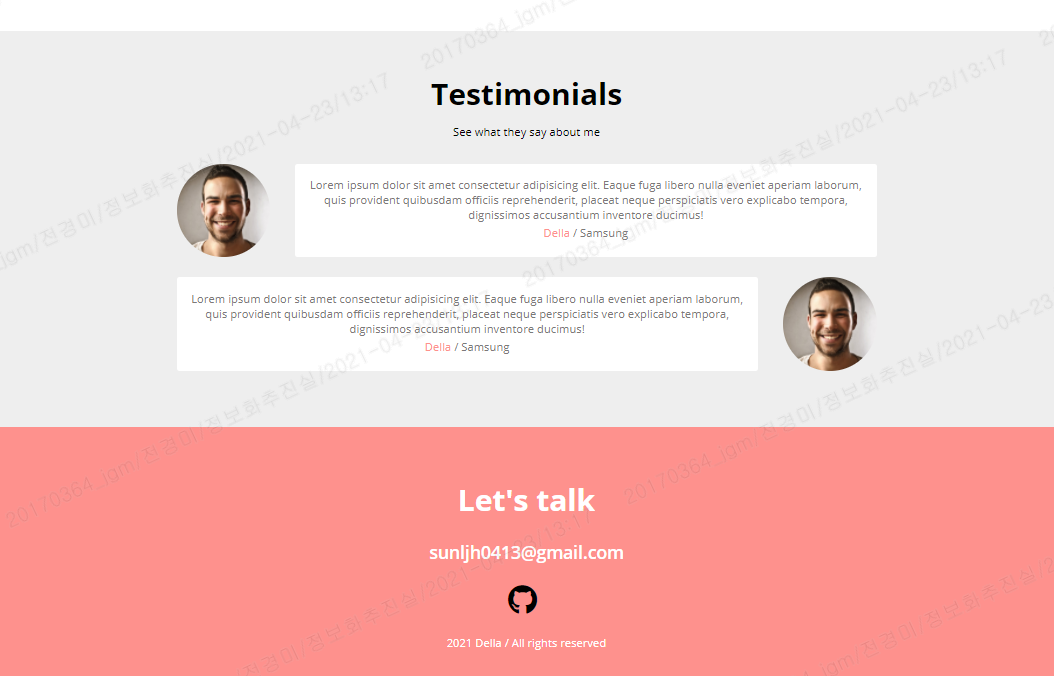 Testimonials
See what they say about me
Lorem ipsum dolor sit amet consectetur adipisicing elit. Eaque fuga libero nulla eveniet aperiam laborum,
quis provident quibusdam officiis reprehenderit, placeat neque perspiciatis vero explicabo tempora,
dignissimos accusantium inventore ducimus!
Della / Samsung
Lorem ipsum dolor sit amet consectetur adipisicing elit. Eaque fuga libero nulla eveniet aperiam laborum,
quis provident quibusdam officiis reprehenderit, placeat neque perspiciatis vero explicabo tempora,
dignissimos accusantium inventore ducimus!
Della / Samsung
Let's talk
sunljh0413@gmail.com
2021 Della / All rights reserved
20170364_jgm/전경미/정보화추진실/2021-04-23/13:17